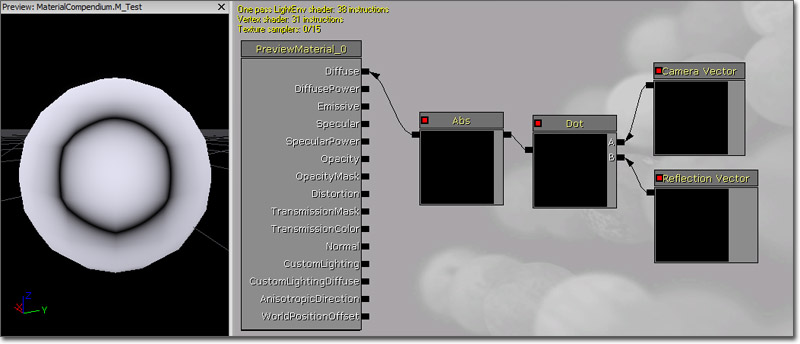 Preview: MaterialCompendium.M_Test
X
Z
X
Y
One pass LightEnv shader: 38 instructions
Vertex shader: 31 instructions
Texture samplers: 0/15
PreviewMaterial_0
Diffuse
DiffusePower
Emissive
Specular
SpecularPower
Opacity
OpacityMask
Distortion
TransmissionMask
TransmissionColor
Normal
CustomLighting
CustomLightingDiffuse
AnisotropicDirection
WorldPositionOffset
Abs
Dot
A
B
Camera Vector
Reflection Vector